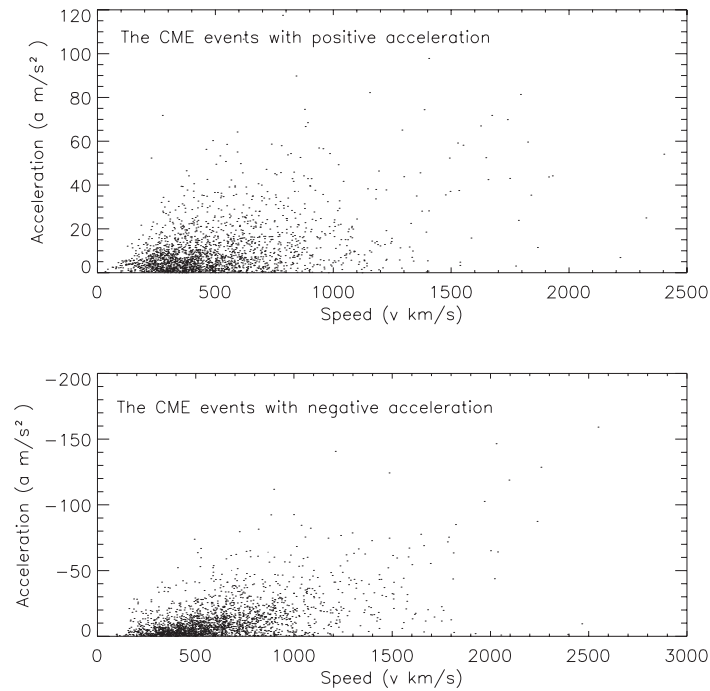 120
The CME events with positive acceleration
100
80
60
40
20
0
Acceleration (a m/s²)
0 500 1000 1500 2000 2500
Speed (v km/s)
−200
The CME events with negative acceleration
−150
−100
−50
0
Acceleration (a m/s²)
0 500 1000 1500 2000 2500 3000
Speed (v km/s)